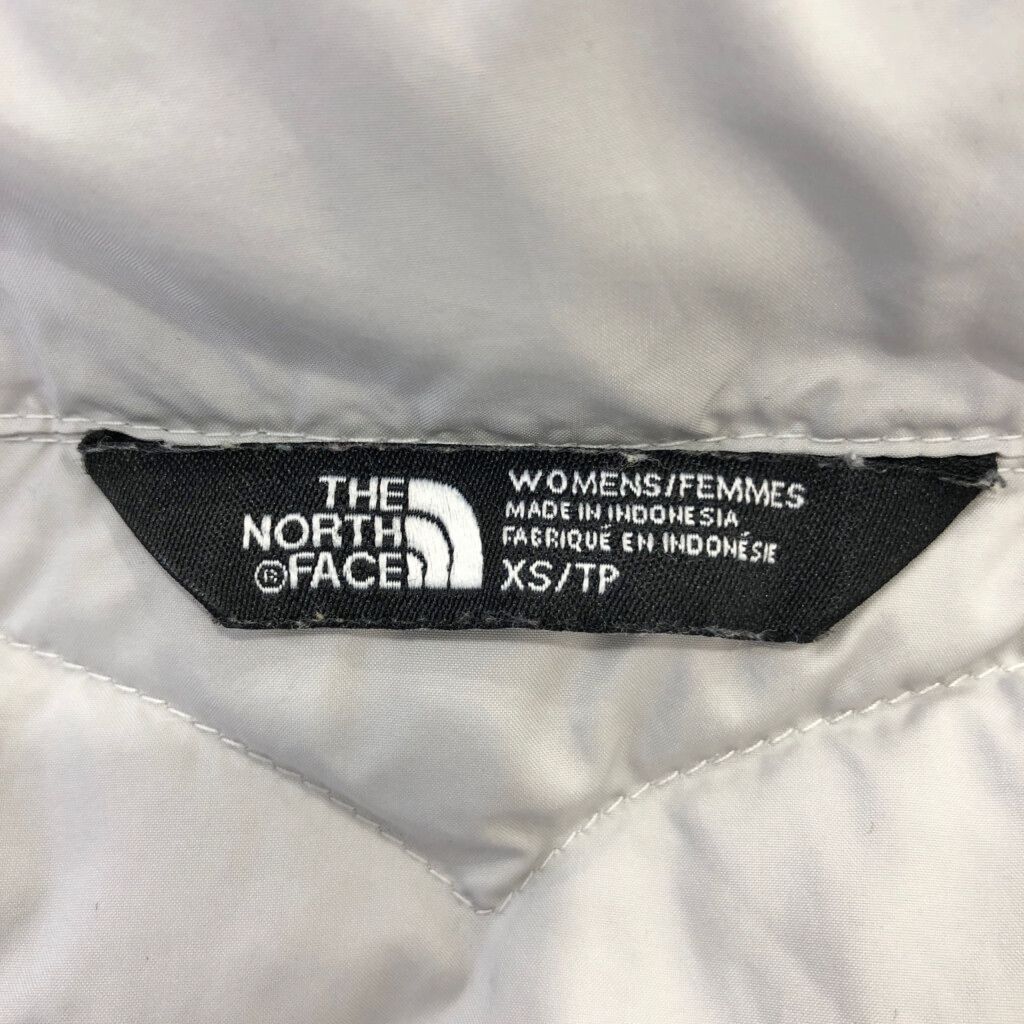 THE
NORTH
®FACE
WOMENS/FEMMES
MADE IN INDONESIA
FABRIQUÉ EN INDONÉSIE
XS/TP